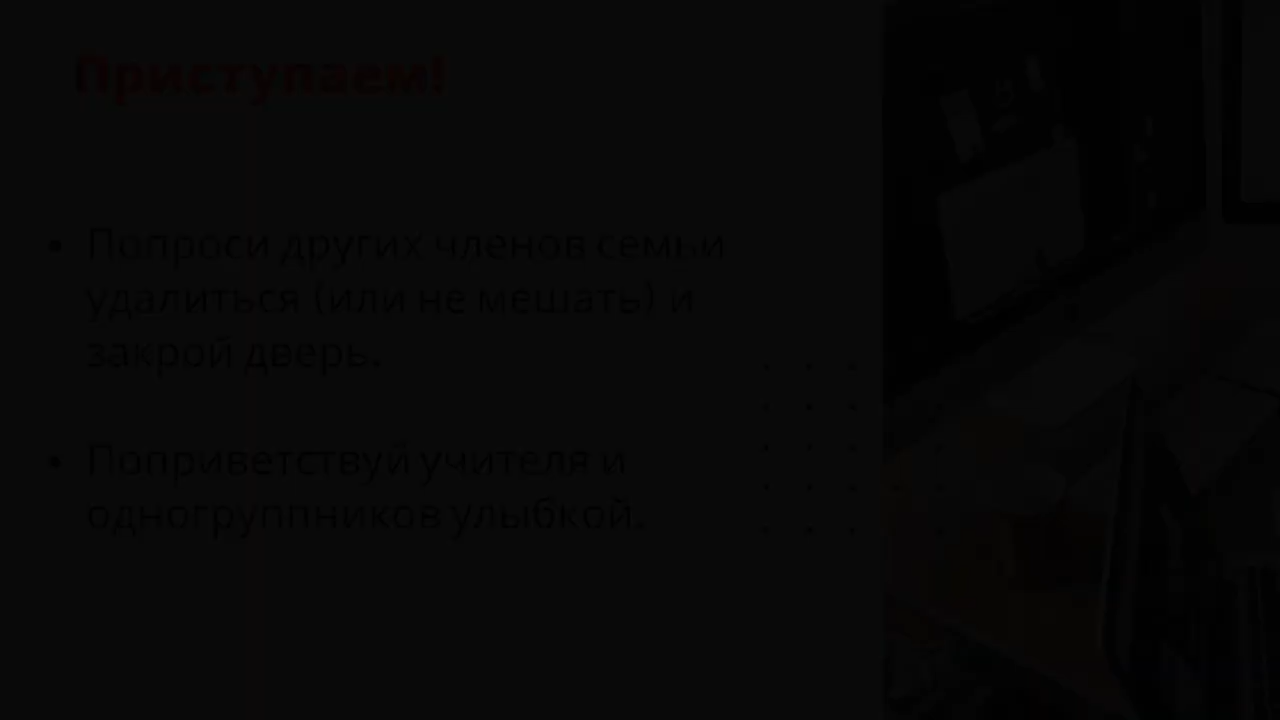 Приступаем!
• Попроси других членов семьи
удалиться (или не мешать) и
закрой дверь.
• Поприветствуй учителя и
одногруппников улыбкой.